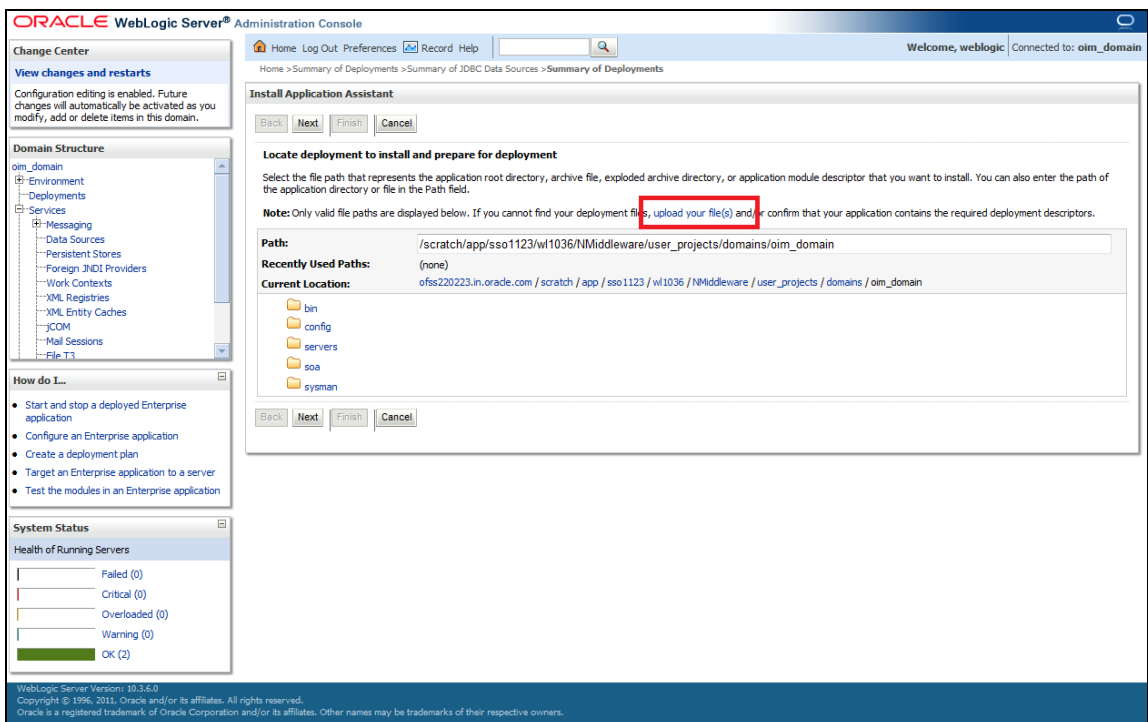 ORACLE WebLogic Server® Administration Console
Change Center
View changes and restarts
Configuration editing is enabled. Future
changes will automatically be activated as you
modify, add or delete items in this domain.
Domain Structure
oim_domain
Environment
Deployments
Services
Messaging
Data Sources
Persistent Stores
Foreign JNDI Providers
Work Contexts
XML Registries
XML Entity Caches
jCOM
Mail Sessions
File T3
How do I...
Start and stop a deployed Enterprise
application
Configure an Enterprise application
Create a deployment plan
Target an Enterprise application to a server
Test the modules in an Enterprise application
System Status
Health of Running Servers
Failed (0)
Critical (0)
Overloaded (0)
Warning (0)
OK (2)
Home Log Out Preferences Record Help
Welcome, weblogic Connected to: oim_domain
Home >Summary of Deployments >Summary of JDBC Data Sources >Summary of Deployments
Install Application Assistant
Back Next Finish Cancel
Locate deployment to install and prepare for deployment
Select the file path that represents the application root directory, archive file, exploded archive directory, or application module descriptor that you want to install. You can also enter the path of
the application directory or file in the Path field.
Note: Only valid file paths are displayed below. If you cannot find your deployment files, upload your file(s) and/or confirm that your application contains the required deployment descriptors.
Path: /scratch/app/sso1123/wl1036/NMiddleware/user_projects/domains/oim_domain
Recently Used Paths: (none)
Current Location: ofss220223.in.oracle.com / scratch / app / sso1123 / wl1036 / NMiddleware / user_projects / domains / oim_domain
bin
config
servers
soa
sysman
Back Next Finish Cancel
WebLogic Server Version: 10.3.6.0
Copyright © 1996, 2011, Oracle and/or its affiliates. All rights reserved.
Oracle is a registered trademark of Oracle Corporation and/or its affiliates. Other names may be trademarks of their respective owners.